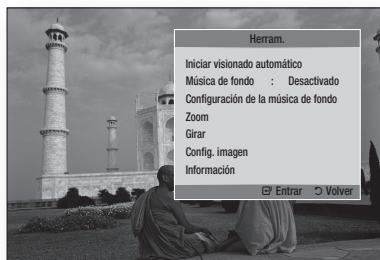 Herram.
Iniciar visionado automático
Música de fondo : Desactivado
Configuración de la música de fondo
Zoom
Girar
Config. imagen
Información
Entrar Volver